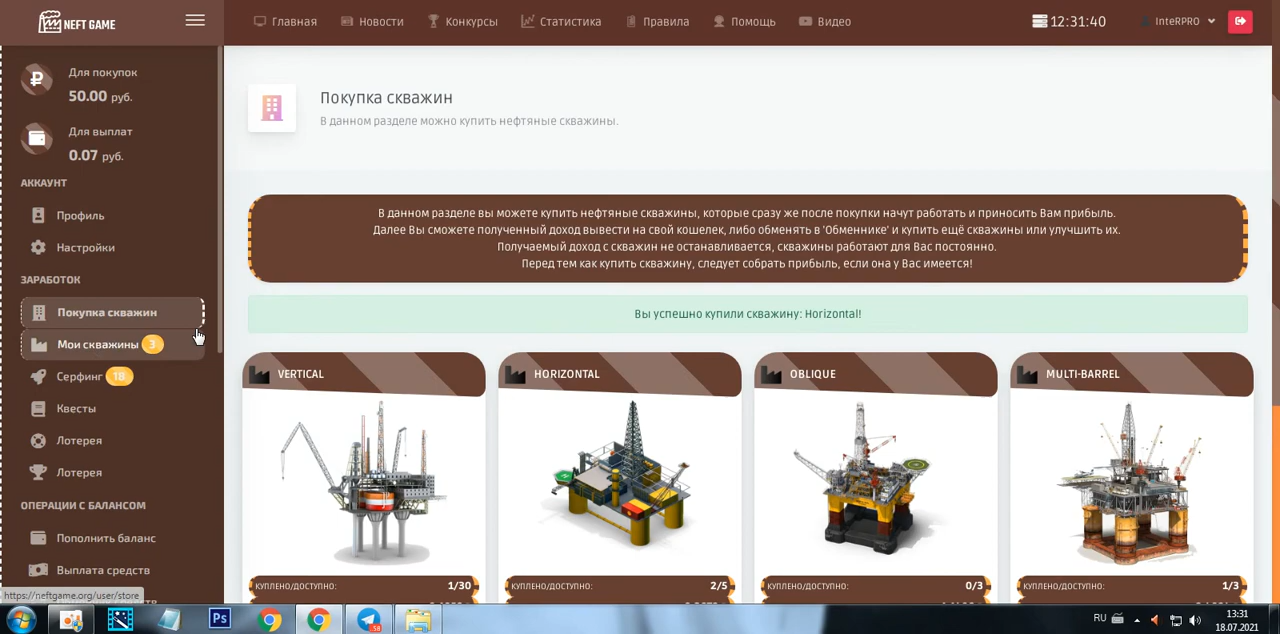 NEFT GAME
Главная
Новости
Конкурсы
Статистика
Правила
Помощь
Видео
12:31:40
InteRPRO
Для покупок
50.00 руб.
Для выплат
0.07 руб.
АККАУНТ
Профиль
Настройки
ЗАРАБОТОК
Покупка скважин
Мои скважины 3
Серфинг 18
Квесты
Лотерея
Лотерея
ОПЕРАЦИИ С БАЛАНСОМ
Пополнить баланс
Выплата средств
https://neftgame.org/user/store
Покупка скважин
В данном разделе можно купить нефтяные скважины.
В данном разделе вы можете купить нефтяные скважины, которые сразу же после покупки начут работать и приносить Вам прибыль.
Далее Вы сможете полученный доход вывести на свой кошелек, либо обменять в 'Обменнике' и купить ещё скважины или улучшить их.
Получаемый доход с скважин не останавливается, скважины работают для Вас постоянно.
Перед тем как купить скважину, следует собрать прибыль, если она у Вас имеется!
Вы успешно купили скважину: Horizontal!
VERTICAL
HORIZONTAL
OBLIQUE
MULTI-BARREL
КУПЛЕНО/ДОСТУПНО: 1/30
КУПЛЕНО/ДОСТУПНО: 2/5
КУПЛЕНО/ДОСТУПНО: 0/3
КУПЛЕНО/ДОСТУПНО: 1/3
Ps
58
RU
13:31
18.07.2021